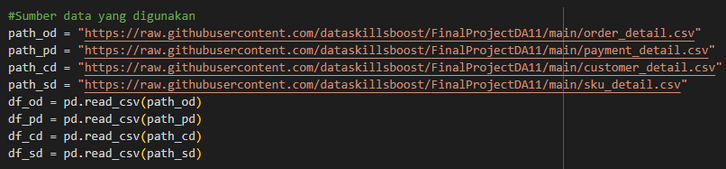 #Sumber data yang digunakan
path_od = "https://raw.githubusercontent.com/dataskillsboost/FinalProjectDA11/main/order_detail.csv"
path_pd = "https://raw.githubusercontent.com/dataskillsboost/FinalProjectDA11/main/payment_detail.csv"
path_cd = "https://raw.githubusercontent.com/dataskillsboost/FinalProjectDA11/main/customer_detail.csv"
path_sd = "https://raw.githubusercontent.com/dataskillsboost/FinalProjectDA11/main/sku_detail.csv"
df_od = pd.read_csv(path_od)
df_pd = pd.read_csv(path_pd)
df_cd = pd.read_csv(path_cd)
df_sd = pd.read_csv(path_sd)